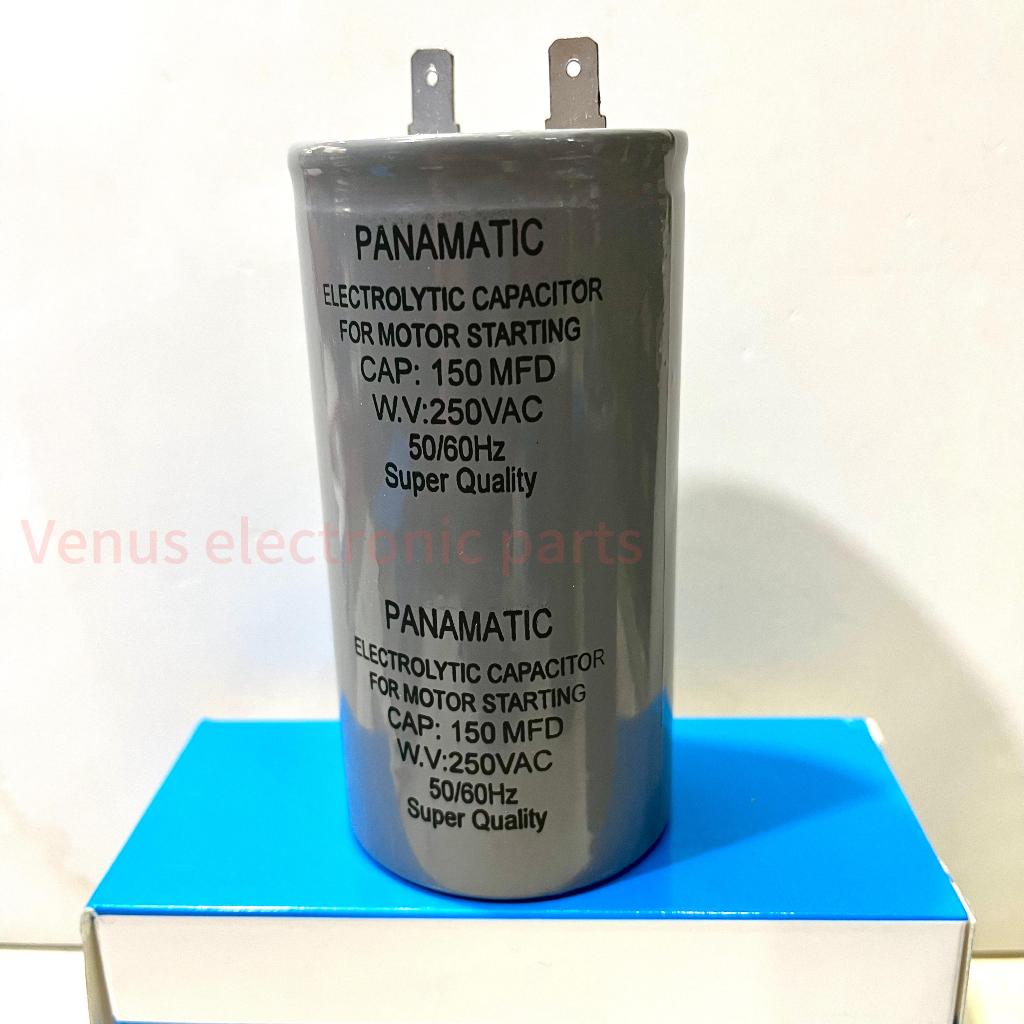 PANAMATIC
ELECTROLYTIC CAPACITOR
FOR MOTOR STARTING
CAP: 150 MFD
W.V:250VAC
50/60Hz
Super Quality
Venus electronic parts
PANAMATIC
ELECTROLYTIC CAPACITOR
FOR MOTOR STARTING
CAP: 150 MFD
W.V:250VAC
50/60Hz
Super Quality